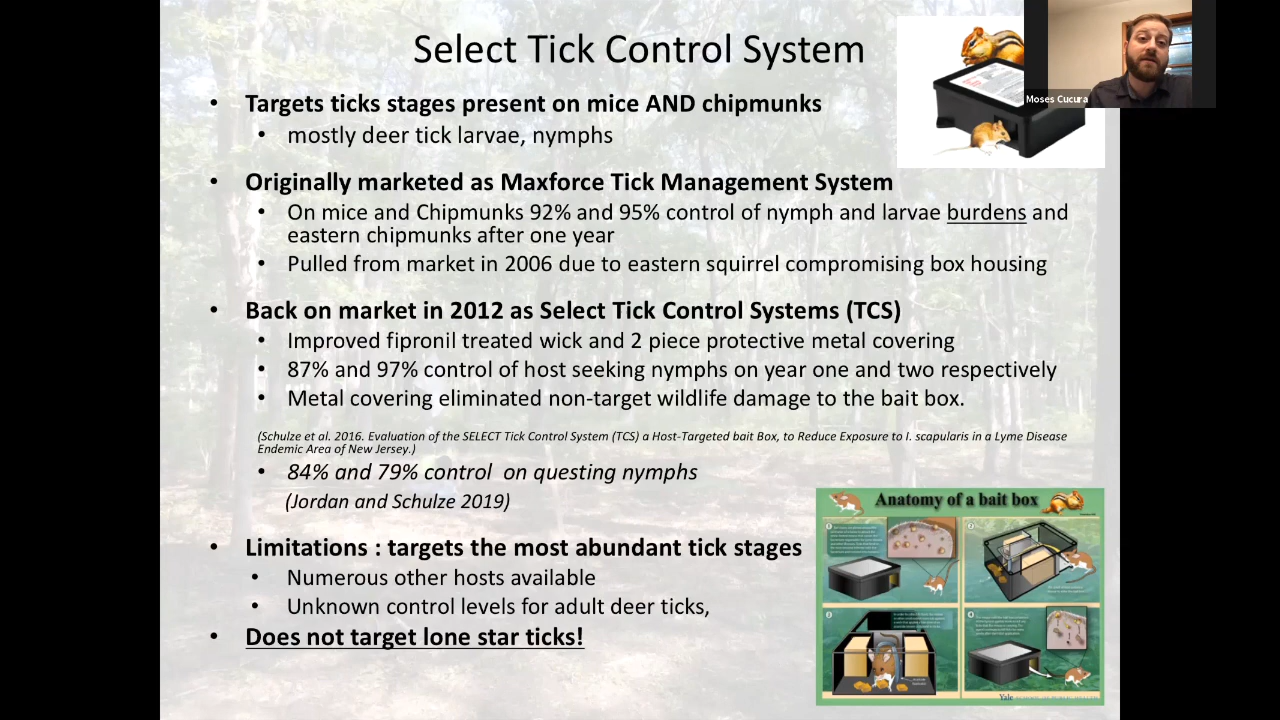 Select Tick Control System
Moses Cucura
• Targets ticks stages present on mice AND chipmunks
• mostly deer tick larvae, nymphs
• Originally marketed as Maxforce Tick Management System
• On mice and Chipmunks 92% and 95% control of nymph and larvae burdens and
eastern chipmunks after one year
• Pulled from market in 2006 due to eastern squirrel compromising box housing
• Back on market in 2012 as Select Tick Control Systems (TCS)
• Improved fipronil treated wick and 2 piece protective metal covering
• 87% and 97% control of host seeking nymphs on year one and two respectively
• Metal covering eliminated non-target wildlife damage to the bait box.
(Schulze et al. 2016. Evaluation of the SELECT Tick Control System (TCS) a Host-Targeted bait Box, to Reduce Exposure to I. scapularis in a Lyme Disease
Endemic Area of New Jersey.)
• 84% and 79% control on questing nymphs
(Jordan and Schulze 2019)
• Limitations : targets the most abundant tick stages
• Numerous other hosts available
• Unknown control levels for adult deer ticks,
• Does not target lone star ticks!
Anatomy of a bait box
1
2
3
4
Yale